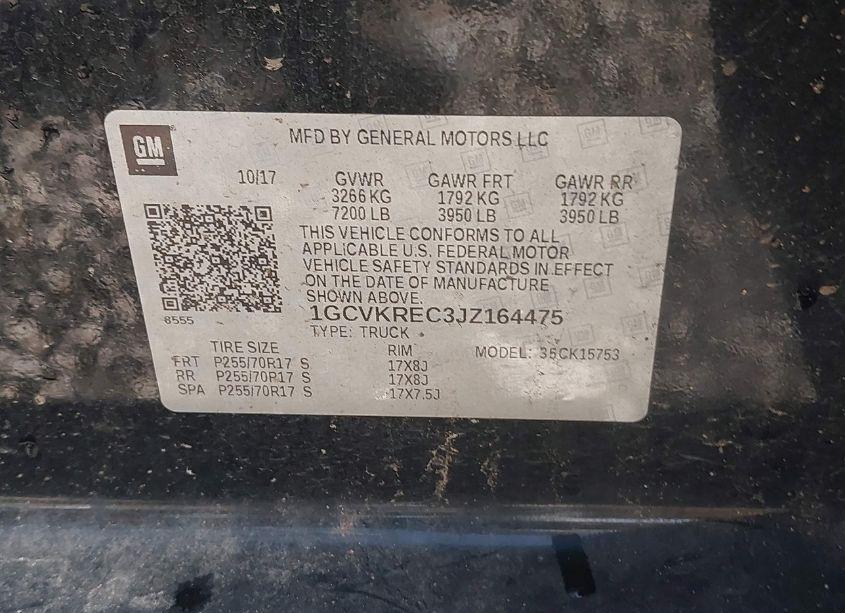 GM
MFD BY GENERAL MOTORS LLC
10/17 GVWR GAWR FRT GAWR RR
3266 KG 1792 KG 1792 KG
7200 LB 3950 LB 3950 LB
THIS VEHICLE CONFORMS TO ALL
APPLICABLE U.S. FEDERAL MOTOR
VEHICLE SAFETY STANDARDS IN EFFECT
ON THE DATE OF MANUFACTURE
SHOWN ABOVE.
8555
1GCVKREC3JZ164475
TYPE: TRUCK
TIRE SIZE RIM MODEL: 35CK15753
FRT P255/70R17 S 17X8J
RR P255/70R17 S 17X8J
SPA P255/70R17 S 17X7.5J